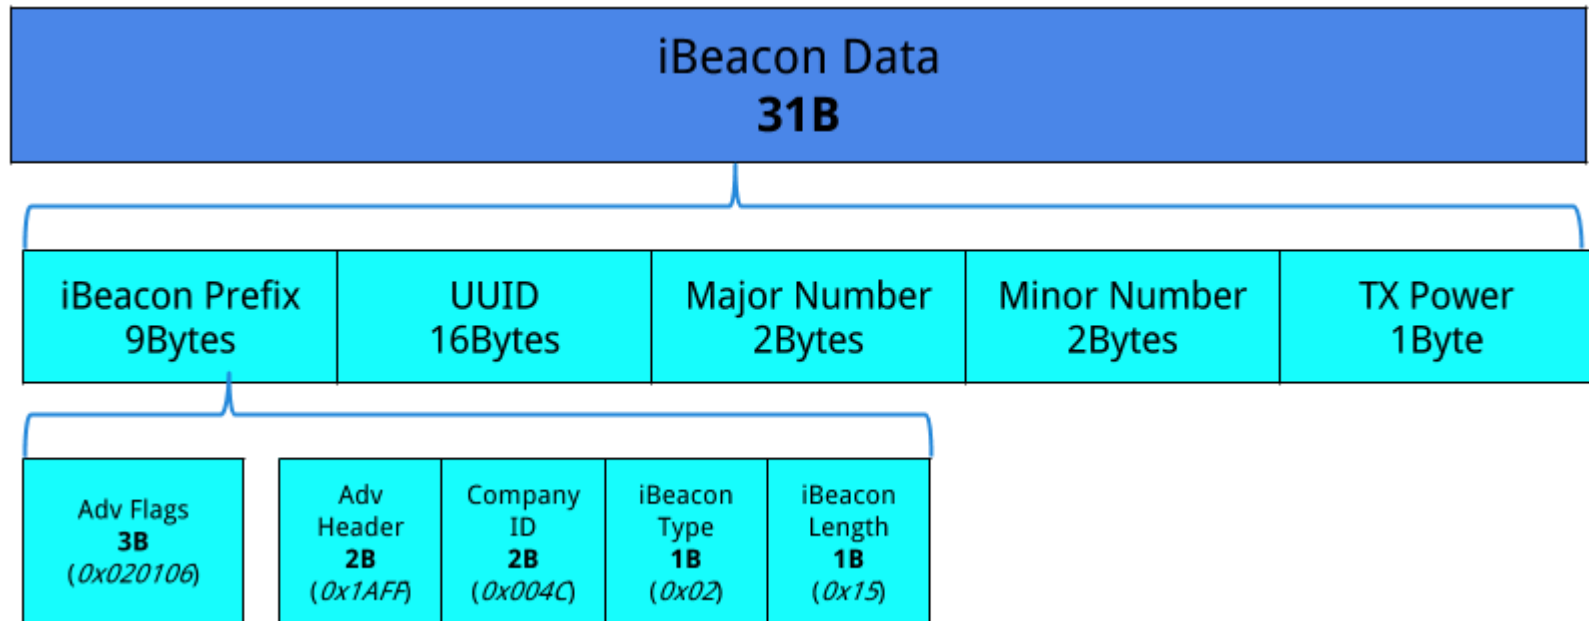 iBeacon Data
31B
iBeacon Prefix
9Bytes
UUID
16Bytes
Major Number
2Bytes
Minor Number
2Bytes
TX Power
1Byte
Adv Flags
3B
(0x020106)
Adv
Header
2B
(0x1AFF)
Company
ID
2B
(0x004C)
iBeacon
Type
1B
(0x02)
iBeacon
Length
1B
(0x15)